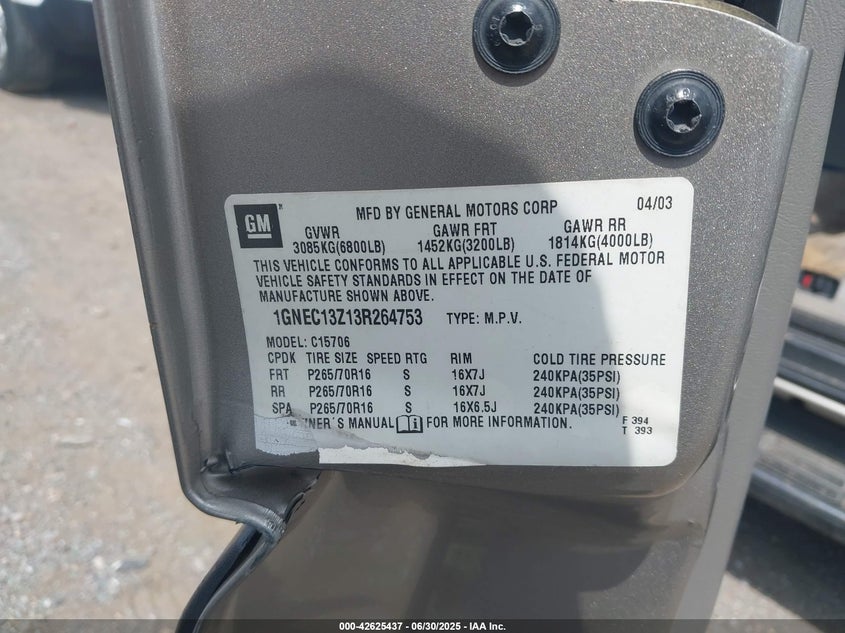 GM
MFD BY GENERAL MOTORS CORP 04/03
GVWR GAWR FRT GAWR RR
3085KG(6800LB) 1452KG(3200LB) 1814KG(4000LB)
THIS VEHICLE CONFORMS TO ALL APPLICABLE U.S. FEDERAL MOTOR
VEHICLE SAFETY STANDARDS IN EFFECT ON THE DATE OF
MANUFACTURE SHOWN ABOVE.
1GNEC13Z13R264753 TYPE: M.P.V.
MODEL: C15706
CPDK TIRE SIZE SPEED RTG RIM COLD TIRE PRESSURE
FRT P265/70R16 S 16X7J 240KPA(35PSI)
RR P265/70R16 S 16X7J 240KPA(35PSI)
SPA P265/70R16 S 16X6.5J 240KPA(35PSI)
NER'S MANUAL FOR MORE INFORMATION.
F 394
T 393
000-42625437 - 06/30/2025 - IAA Inc.